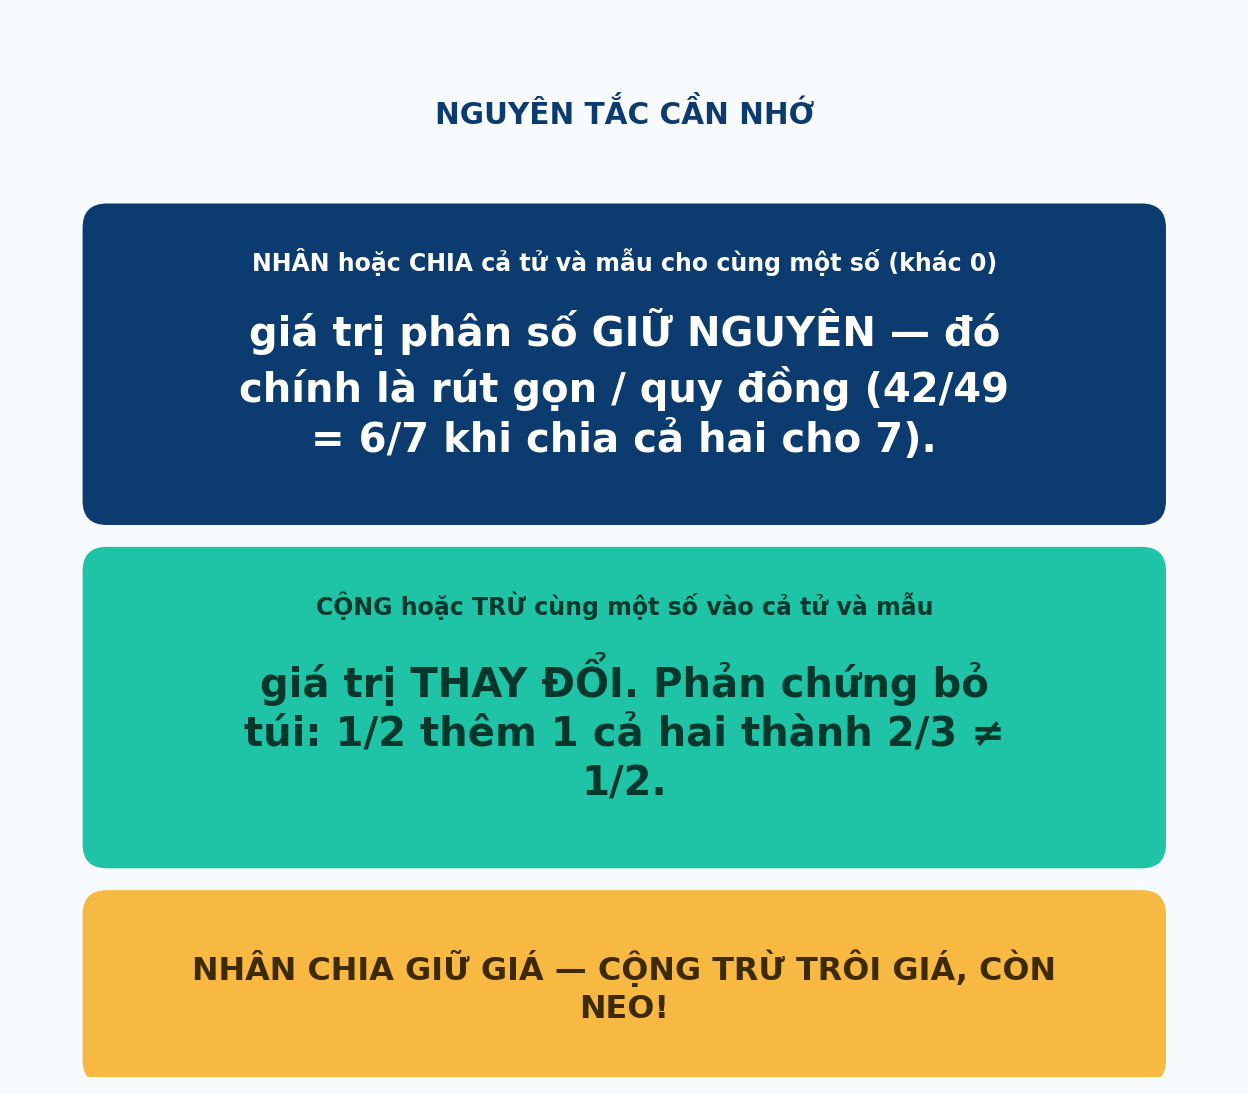 NGUYÊN TẮC CẦN NHỚ
NHÂN hoặc CHIA cả tử và mẫu cho cùng một số (khác 0)
giá trị phân số GIỮ NGUYÊN — đó
chính là rút gọn / quy đồng (42/49
= 6/7 khi chia cả hai cho 7).
CỘNG hoặc TRỪ cùng một số vào cả tử và mẫu
giá trị THAY ĐỔI. Phản chứng bỏ
túi: 1/2 thêm 1 cả hai thành 2/3 ≠
1/2.
NHÂN CHIA GIỮ GIÁ — CỘNG TRỪ TRÔI GIÁ, CÒN
NEO!